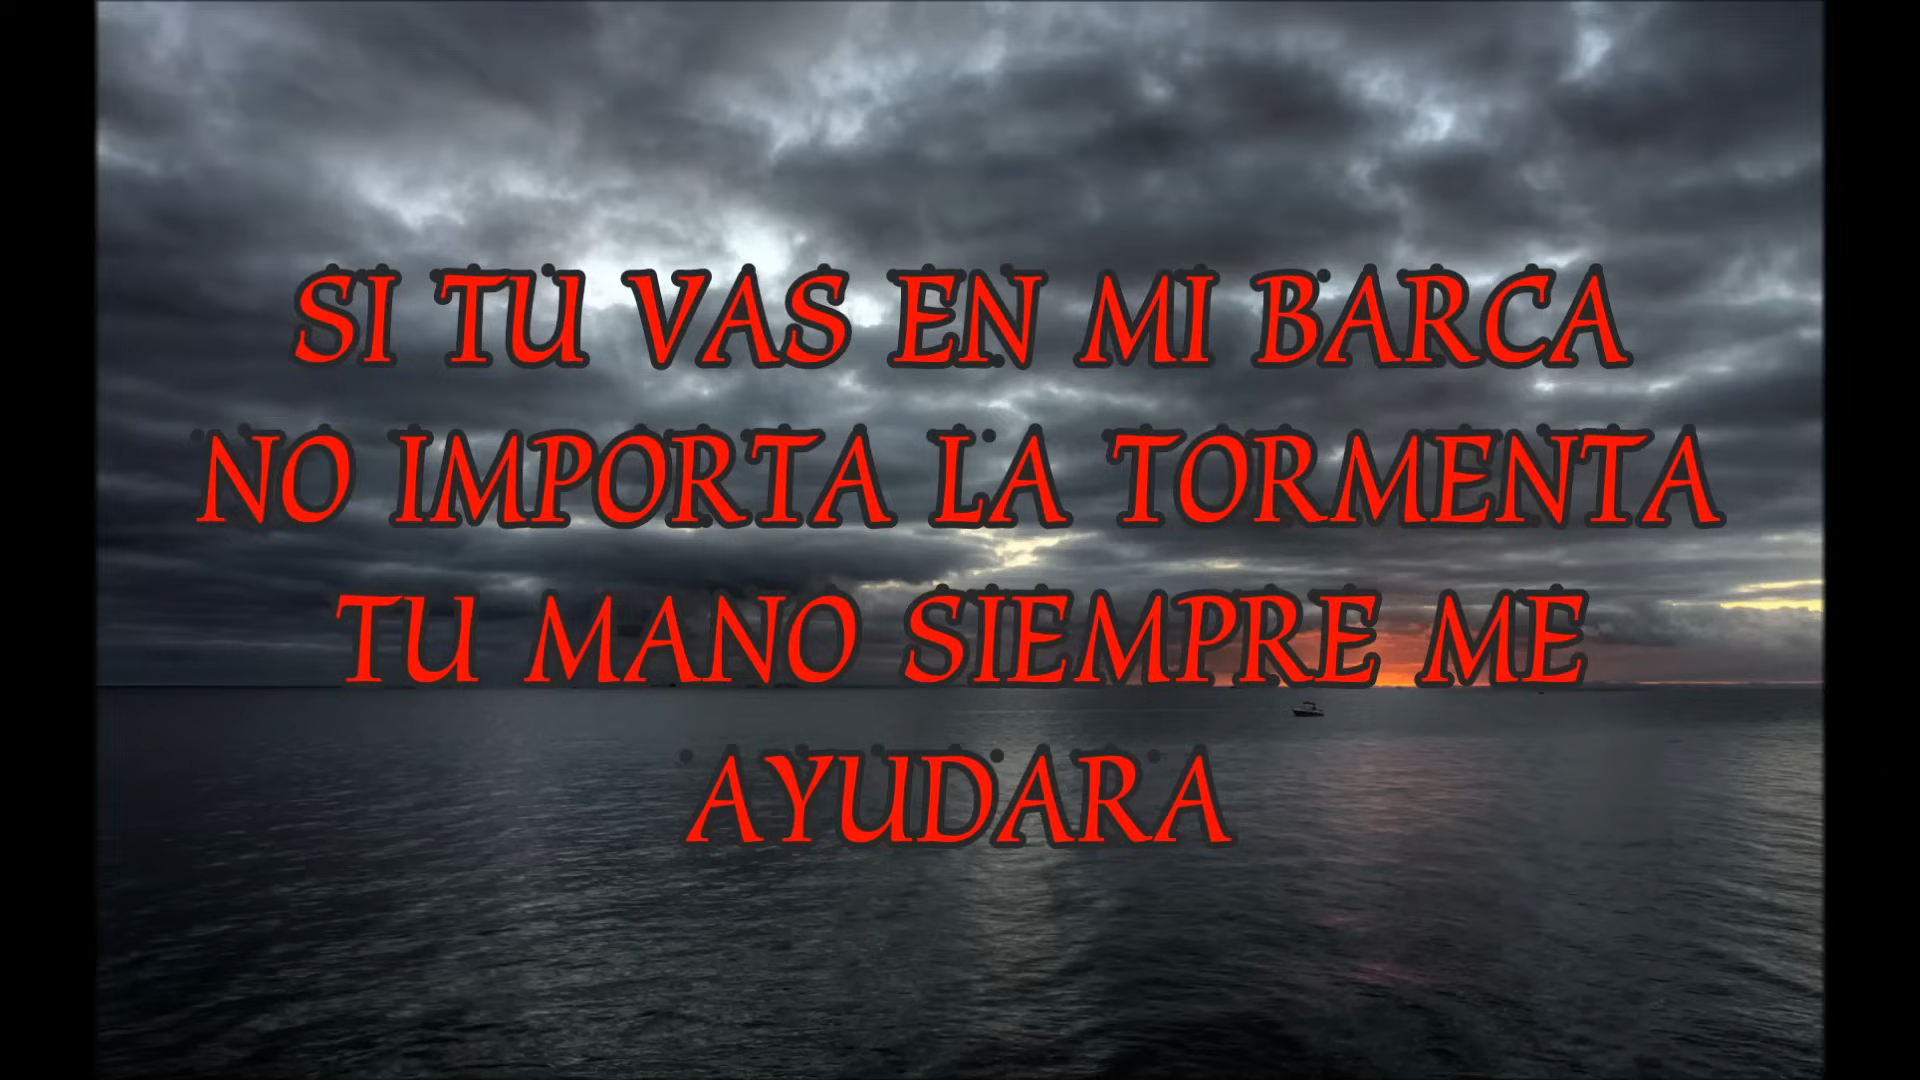 SI TU VAS EN MI BARCA
NO IMPORTA LA TORMENTA
TU MANO SIEMPRE ME
AYUDARA